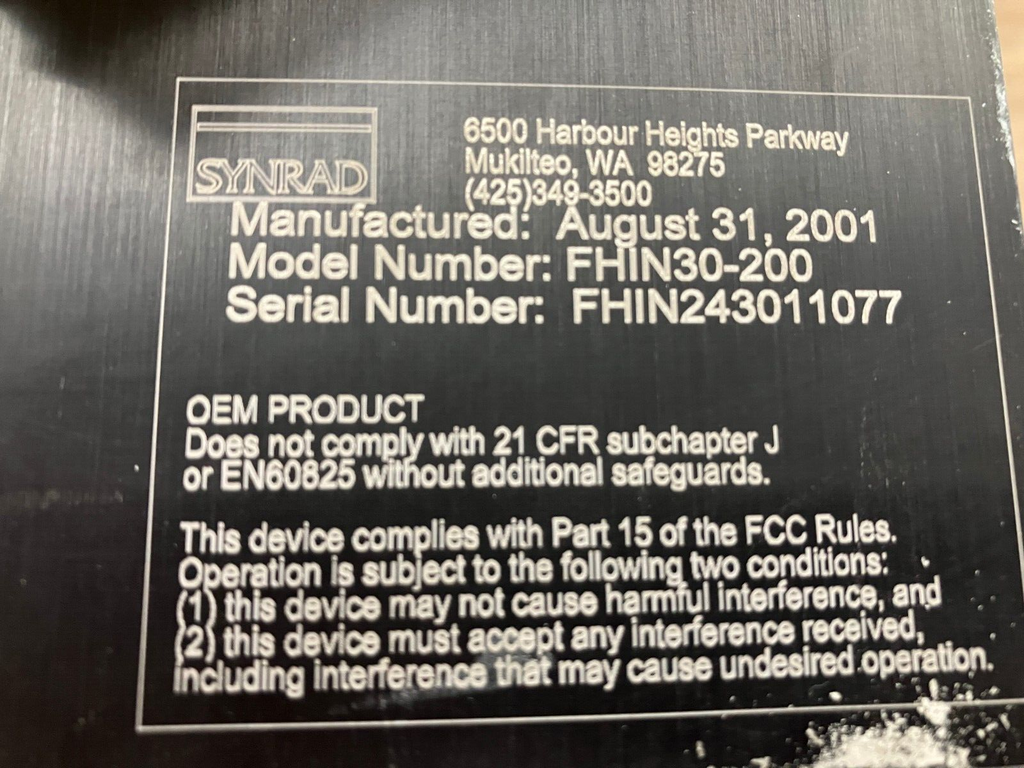 SYNRAD
6500 Harbour Heights Parkway
Mukilteo, WA 98275
(425)349-3500
Manufactured: August 31, 2001
Model Number: FHIN30-200
Serial Number: FHIN243011077
OEM PRODUCT
Does not comply with 21 CFR subchapter J
or EN60825 without additional safeguards.
This device complies with Part 15 of the FCC Rules.
Operation is subject to the following two conditions:
(1) this device may not cause harmful interference, and
(2) this device must accept any interference received,
including interference that may cause undesired operation.